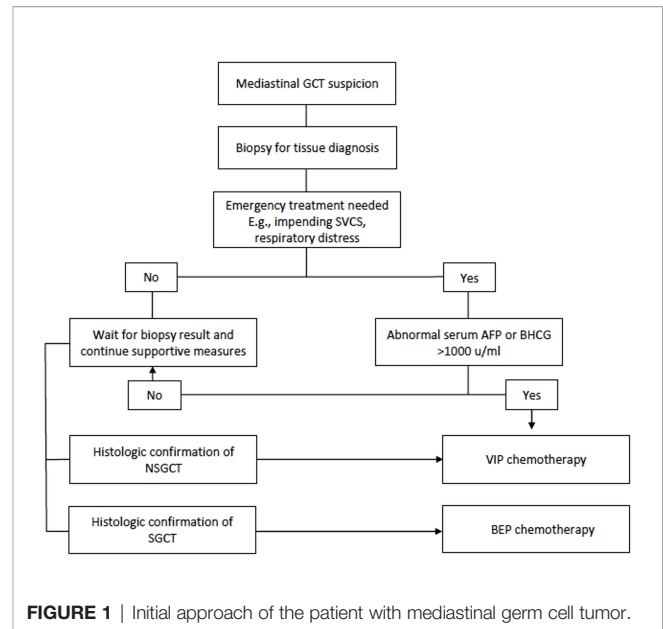 Mediastinal GCT suspicion
Biopsy for tissue diagnosis
Emergency treatment needed
E.g., impending SVCS,
respiratory distress
No
Yes
Wait for biopsy result and
continue supportive measures
Abnormal serum AFP or BHCG
>1000 u/ml
No
Yes
Histologic confirmation of
NSGCT
VIP chemotherapy
Histologic confirmation of
SGCT
BEP chemotherapy
FIGURE 1 | Initial approach of the patient with mediastinal germ cell tumor.